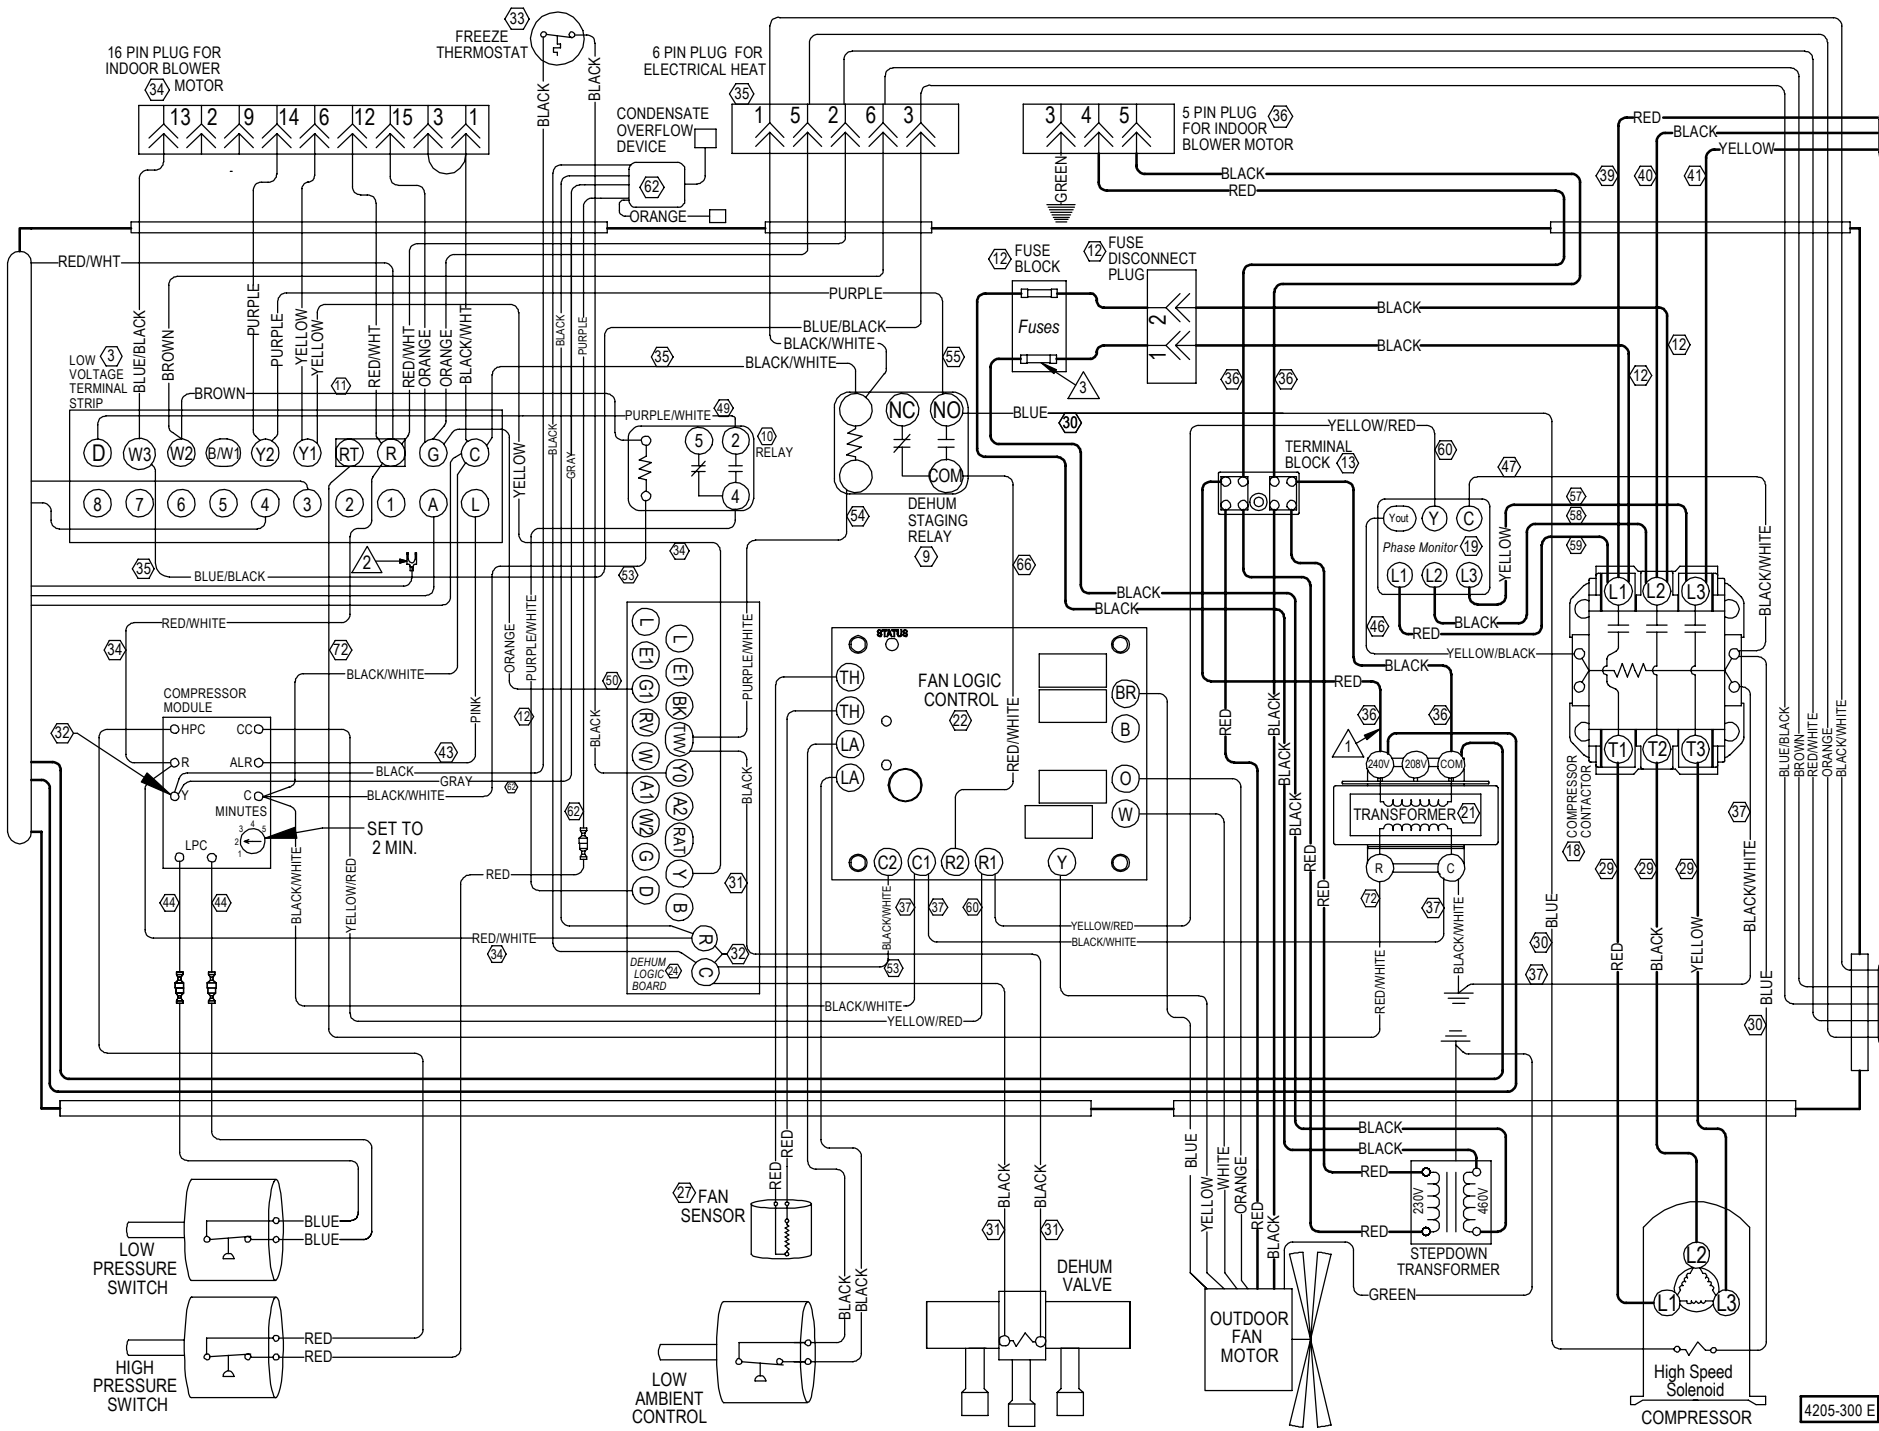 33
FREEZE
THERMOSTAT
16 PIN PLUG FOR
INDOOR BLOWER
34 MOTOR
6 PIN PLUG FOR
ELECTRICAL HEAT
35
CONDENSATE
OVERFLOW
DEVICE
62
ORANGE
5 PIN PLUG 36
FOR INDOOR
BLOWER MOTOR
13 2 9 14 6 12 15 3 1
1 5 2 6 3
3 4 5
BLACK
BLACK
GREEN
BLACK
RED
RED
BLACK
YELLOW
39 40 41
RED/WHT
12 FUSE
BLOCK
12 FUSE
DISCONNECT
PLUG
Fuses
2
1
3
BLACK
BLACK
12
12
PURPLE
BLUE/BLACK
BLACK/WHITE
BLACK/WHITE
35
55
36 36
BLUE/BLACK
BROWN
PURPLE
PURPLE
YELLOW
YELLOW
RED/WHT
RED/WHT
ORANGE
ORANGE
BLACK/WHT
BLACK
BLACK
PURPLE
BLACK
GRAY
LOW 3
VOLTAGE
TERMINAL
STRIP
BROWN
11
D W3 W2 B/W1 Y2 Y1 RT R G C
8 7 6 5 4 3 2 1 A L
YELLOW
PURPLE/WHITE 49
5 2
4
10
RELAY
NC NO
COM
DEHUM
STAGING
RELAY
9
54
66
BLUE 30
YELLOW/RED
60
47
TERMINAL
BLOCK 13
Yout Y C
Phase Monitor 19
L1 L2 L3
57
58
59
YELLOW
BLACK
RED
46
YELLOW/BLACK
BLACK/WHITE
35
BLUE/BLACK
2
53
34
BLACK
BLACK
RED/WHITE
34
72
BLACK/WHITE
ORANGE
PURPLE/WHITE
12
50
PINK
43
BLACK
PURPLE/WHITE
BLACK
31
L
E1
G1
RV
W
A1
W2
G
D
L
E1
BK
TWV
Y0
A2
RAT
Y
B
R
C
DEHUM
LOGIC 24
BOARD
32
STATUS
FAN LOGIC
CONTROL
22
TH
TH
LA
LA
BR
B
O
W
C2 C1 R2 R1 Y
RED/WHITE
BLACK
RED
RED
BLACK
BLACK
BLACK
RED
RED
36 36
1
240V 208V COM
TRANSFORMER 21
R C
72 37
L1 L2 L3
T1 T2 T3
COMPRESSOR
CONTACTOR
18
37
BLACK/WHITE
29 29 29
BLUE/BLACK
BROWN
RED/WHITE
ORANGE
BLACK/WHITE
COMPRESSOR
MODULE
32
HPC CC
R ALR
Y C
MINUTES
1 2 3 4 5
LPC
SET TO
2 MIN.
BLACK
GRAY
62
BLACK/WHITE
62
44 44
BLACK/WHITE
YELLOW/RED
RED
RED/WHITE
34
BLACK/WHITE
37 37 60
YELLOW/RED
BLACK/WHITE
53
BLACK/WHITE
YELLOW/RED
RED/WHITE
BLACK/WHITE
BLUE
30
37
RED
BLACK
YELLOW
BLUE
30
BLUE
BLUE
LOW
PRESSURE
SWITCH
RED
RED
HIGH
PRESSURE
SWITCH
27 FAN
SENSOR
RED
RED
LOW
AMBIENT
CONTROL
BLACK
BLACK
BLACK
BLACK
31
31
DEHUM
VALVE
BLUE
YELLOW
WHITE
ORANGE
RED
BLACK
OUTDOOR
FAN
MOTOR
BLACK
BLACK
RED
RED
230V
460V
STEPDOWN
TRANSFORMER
GREEN
L2
L1 L3
High Speed
Solenoid
COMPRESSOR
4205-300 E